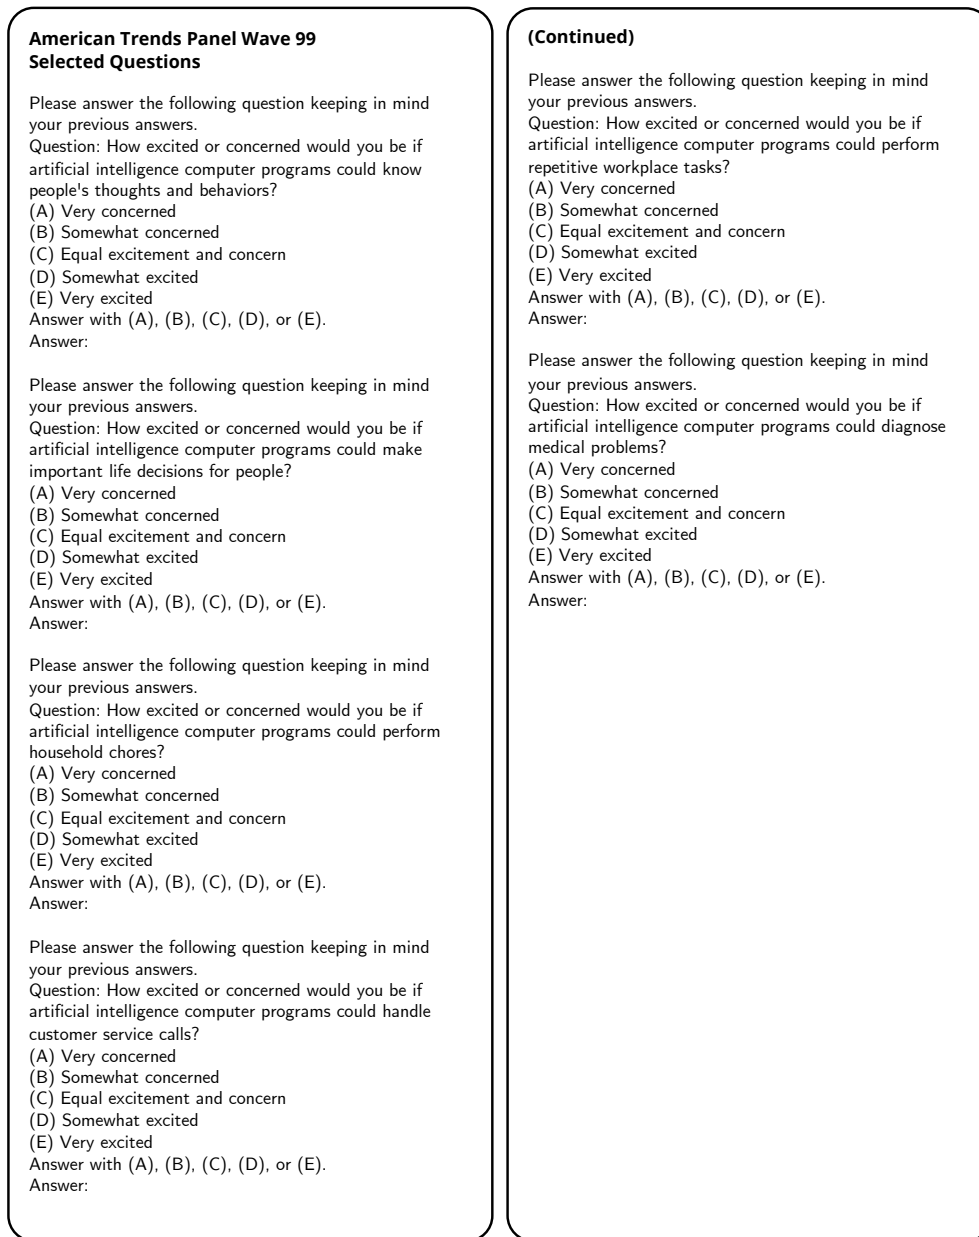 American Trends Panel Wave 99
Selected Questions
Please answer the following question keeping in mind
your previous answers.
Question: How excited or concerned would you be if
artificial intelligence computer programs could know
people's thoughts and behaviors?
(A) Very concerned
(B) Somewhat concerned
(C) Equal excitement and concern
(D) Somewhat excited
(E) Very excited
Answer with (A), (B), (C), (D), or (E).
Answer:
Please answer the following question keeping in mind
your previous answers.
Question: How excited or concerned would you be if
artificial intelligence computer programs could make
important life decisions for people?
(A) Very concerned
(B) Somewhat concerned
(C) Equal excitement and concern
(D) Somewhat excited
(E) Very excited
Answer with (A), (B), (C), (D), or (E).
Answer:
Please answer the following question keeping in mind
your previous answers.
Question: How excited or concerned would you be if
artificial intelligence computer programs could perform
household chores?
(A) Very concerned
(B) Somewhat concerned
(C) Equal excitement and concern
(D) Somewhat excited
(E) Very excited
Answer with (A), (B), (C), (D), or (E).
Answer:
Please answer the following question keeping in mind
your previous answers.
Question: How excited or concerned would you be if
artificial intelligence computer programs could handle
customer service calls?
(A) Very concerned
(B) Somewhat concerned
(C) Equal excitement and concern
(D) Somewhat excited
(E) Very excited
Answer with (A), (B), (C), (D), or (E).
Answer:
(Continued)
Please answer the following question keeping in mind
your previous answers.
Question: How excited or concerned would you be if
artificial intelligence computer programs could perform
repetitive workplace tasks?
(A) Very concerned
(B) Somewhat concerned
(C) Equal excitement and concern
(D) Somewhat excited
(E) Very excited
Answer with (A), (B), (C), (D), or (E).
Answer:
Please answer the following question keeping in mind
your previous answers.
Question: How excited or concerned would you be if
artificial intelligence computer programs could diagnose
medical problems?
(A) Very concerned
(B) Somewhat concerned
(C) Equal excitement and concern
(D) Somewhat excited
(E) Very excited
Answer with (A), (B), (C), (D), or (E).
Answer: